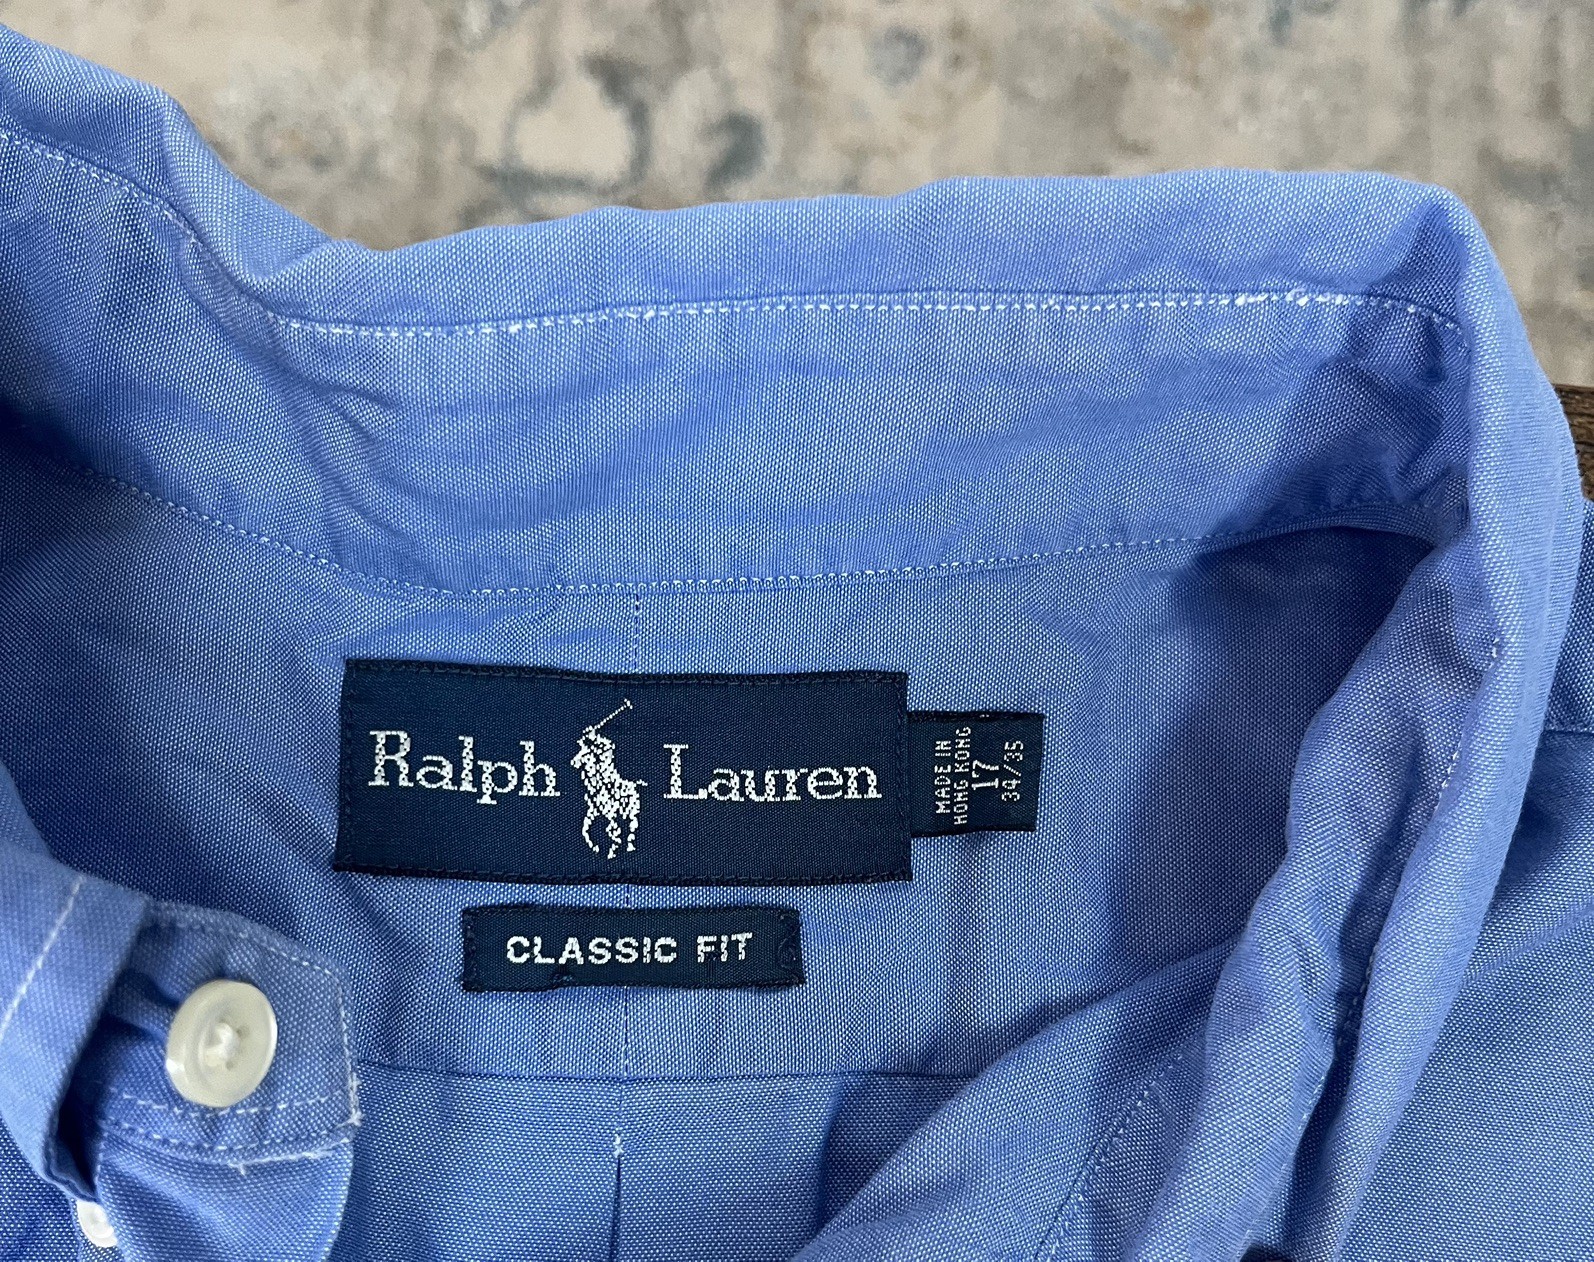 Ralph Lauren
MADE IN
HONG KONG
17
34/35
CLASSIC FIT